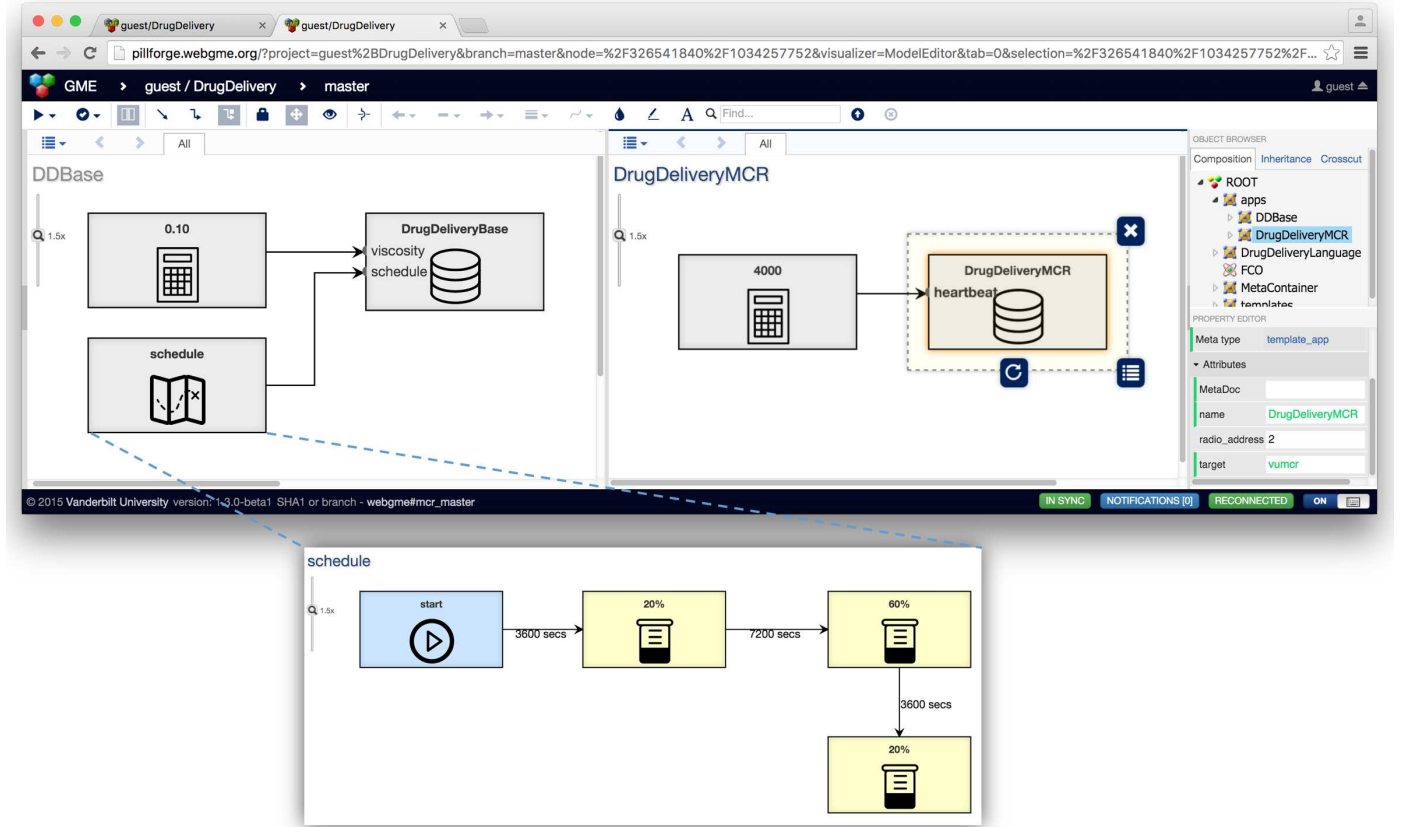 guest/DrugDelivery × guest/DrugDelivery ×
pillforge.webgme.org/?project=guest%2BDrugDelivery&branch=master&node=%2F326541840%2F1034257752&visualizer=ModelEditor&tab=0&selection=%2F326541840%2F1034257752%2F...
GME > guest / DrugDelivery > master
guest
A Find...
All
DDBase
1.5x
0.10
DrugDeliveryBase
viscosity
schedule
schedule
All
DrugDeliveryMCR
1.5x
4000
DrugDeliveryMCR
heartbeat
OBJECT BROWSER
Composition Inheritance Crosscut
ROOT
apps
DDBase
DrugDeliveryMCR
DrugDeliveryLanguage
FCO
MetaContainer
templates
PROPERTY EDITOR
Meta type template_app
Attributes
MetaDoc
name DrugDeliveryMCR
radio_address 2
target vumcr
© 2015 Vanderbilt University version: 1.3.0-beta1 SHA1 or branch - webgme#mcr_master
IN SYNC NOTIFICATIONS [0] RECONNECTED ON
schedule
1.5x
start
3600 secs
20%
7200 secs
60%
3600 secs
20%